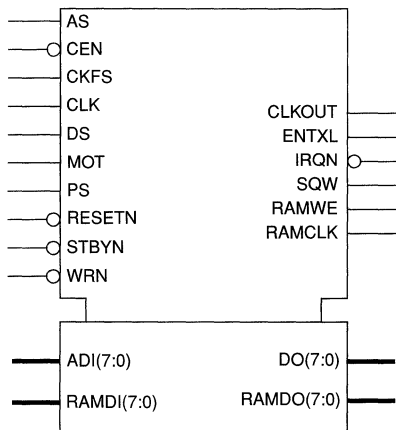 AS
CEN
CKFS
CLK
DS
MOT
PS
RESETN
STBYN
WRN
CLKOUT
ENTXL
IRQN
SQW
RAMWE
RAMCLK
ADI(7:0)
RAMDI(7:0)
DO(7:0)
RAMDO(7:0)